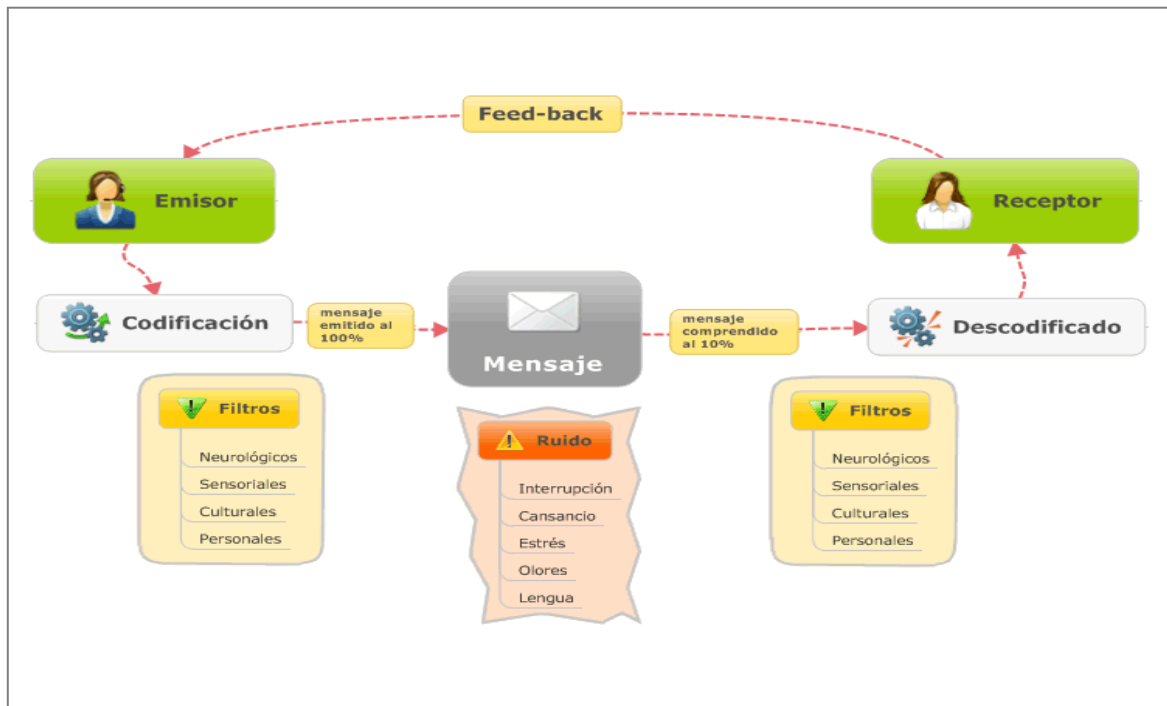 Feed-back
Emisor
Receptor
Codificación
mensaje
emitido al
100%
Mensaje
mensaje
comprendido
al 10%
Descodificado
Filtros
Neurológicos
Sensoriales
Culturales
Personales
Ruido
Interrupción
Cansancio
Estrés
Olores
Lengua
Filtros
Neurológicos
Sensoriales
Culturales
Personales